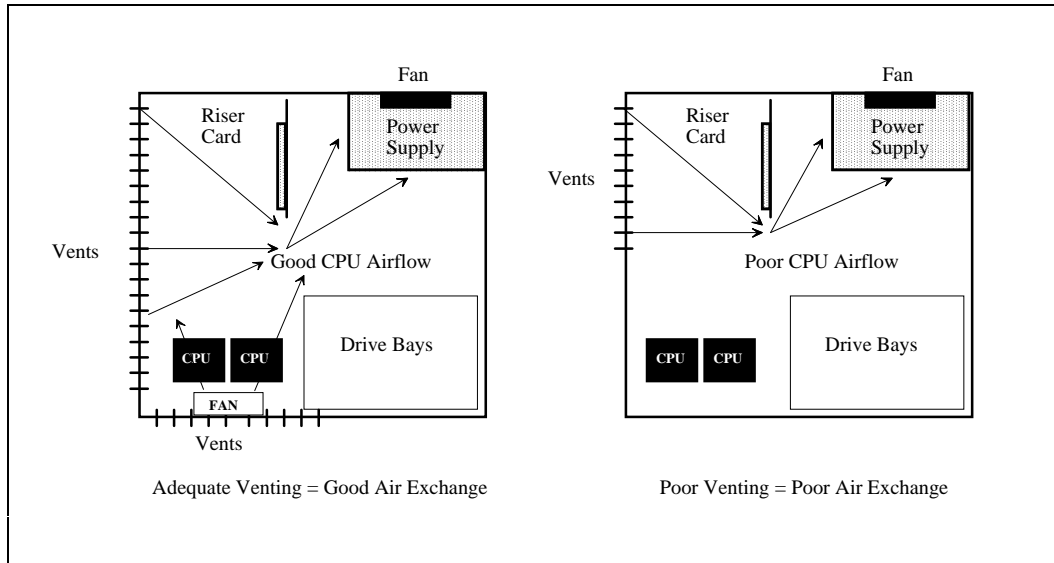 Fan
Riser
Card
Power
Supply
Vents
Good CPU Airflow
CPU
CPU
Drive Bays
FAN
Vents
Adequate Venting = Good Air Exchange
Fan
Riser
Card
Power
Supply
Vents
Poor CPU Airflow
CPU
CPU
Drive Bays
Poor Venting = Poor Air Exchange